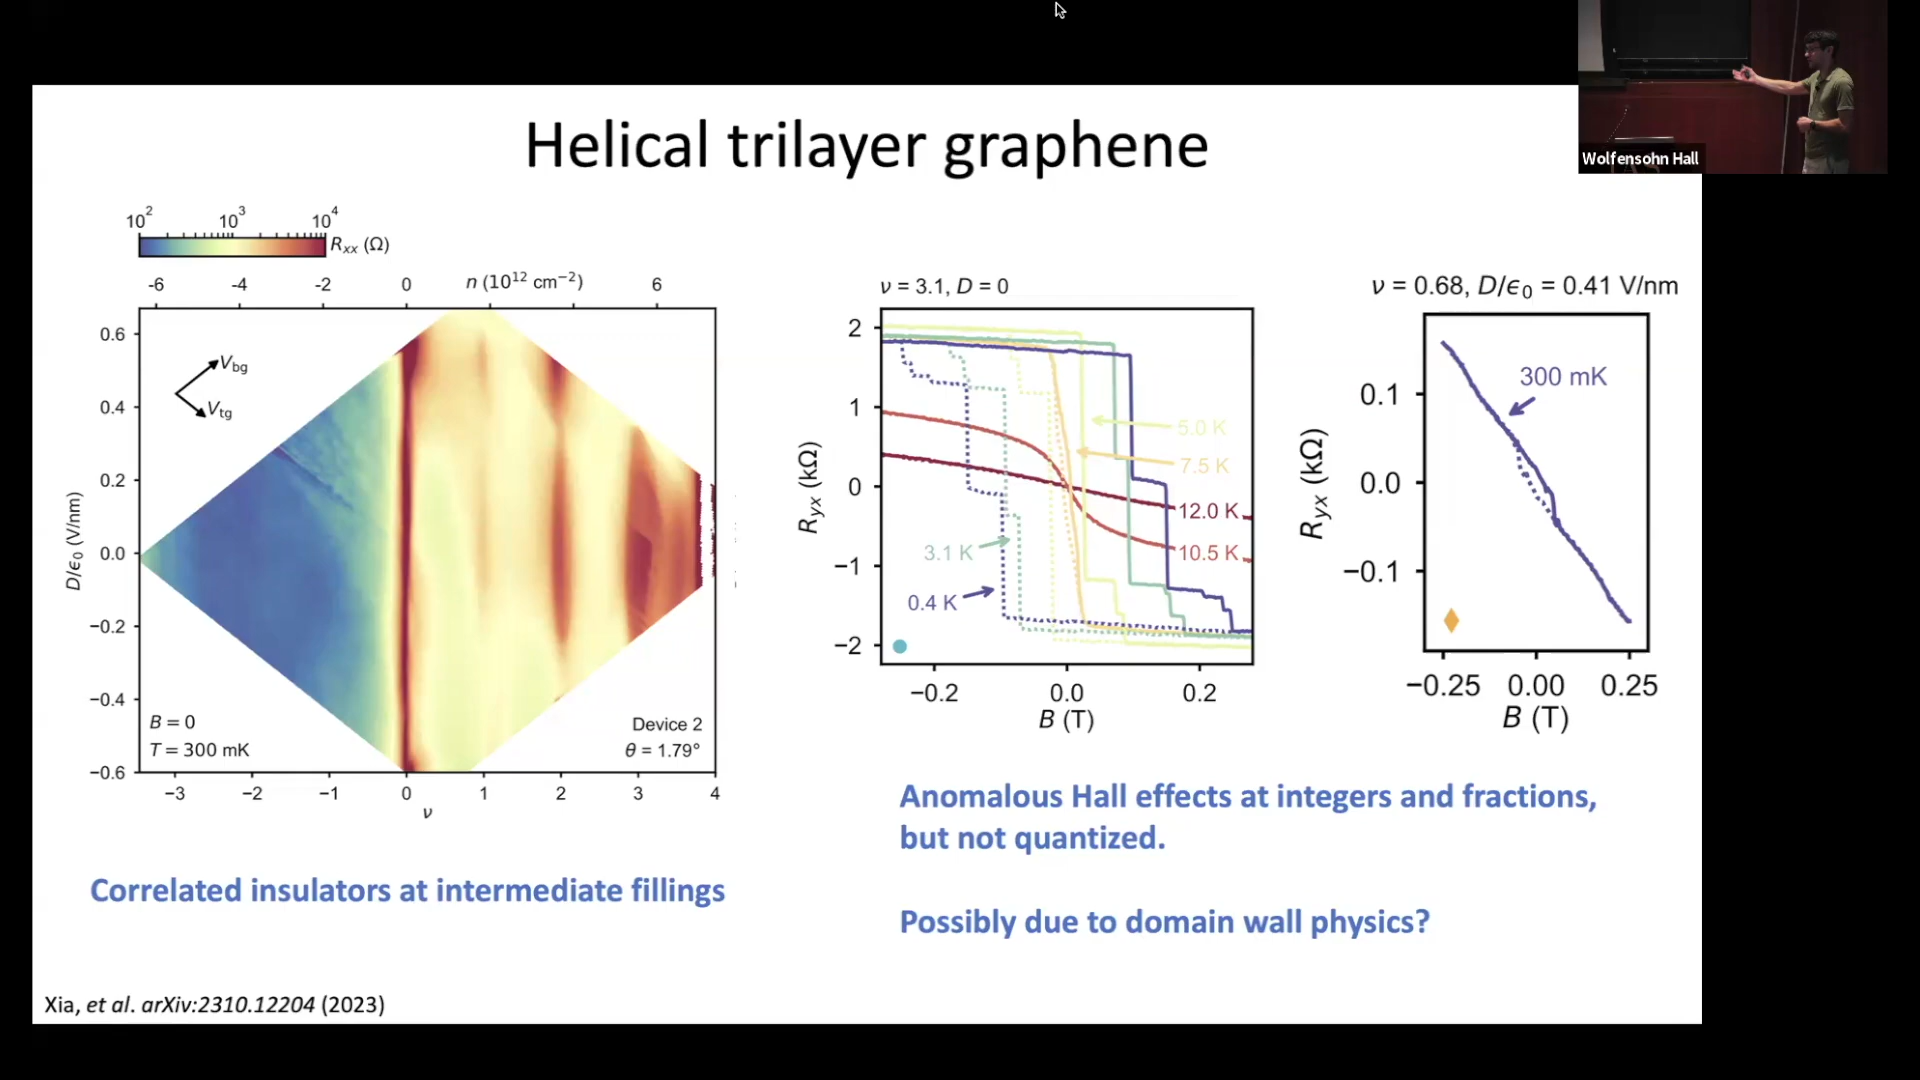 Wolfensohn Hall
Helical trilayer graphene
10² 10³ 10⁴
Rxx (Ω)
-6 -4 -2 0 n (10¹² cm⁻²) 6
0.6
0.4
0.2
0.0
−0.2
−0.4
−0.6
D/ϵ₀ (V/nm)
Vbg
Vtg
B = 0
T = 300 mK
Device 2
θ = 1.79°
−3 −2 −1 0 1 2 3 4
ν
Correlated insulators at intermediate fillings
ν = 3.1, D = 0
2
1
0
−1
−2
Ryx (kΩ)
5.0 K
7.5 K
12.0 K
10.5 K
3.1 K
0.4 K
−0.2 0.0 0.2
B (T)
ν = 0.68, D/ϵ₀ = 0.41 V/nm
300 mK
0.1
0.0
−0.1
Ryx (kΩ)
−0.25 0.00 0.25
B (T)
Anomalous Hall effects at integers and fractions,
but not quantized.
Possibly due to domain wall physics?
Xia, et al. arXiv:2310.12204 (2023)